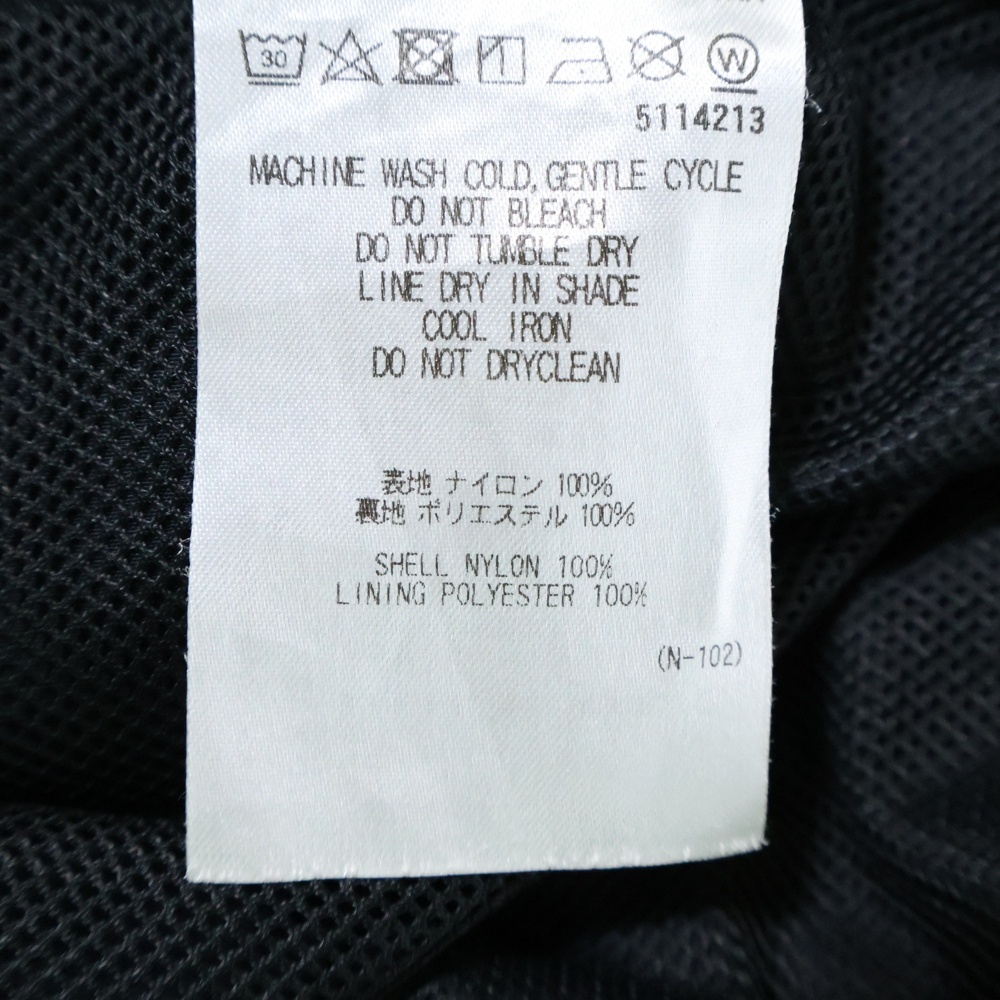 30
W
5114213
MACHINE WASH COLD,GENTLE CYCLE
DO NOT BLEACH
DO NOT TUMBLE DRY
LINE DRY IN SHADE
COOL IRON
DO NOT DRYCLEAN
表地 ナイロン 100%
裏地 ポリエステル 100%
SHELL NYLON 100%
LINING POLYESTER 100%
(N-102)